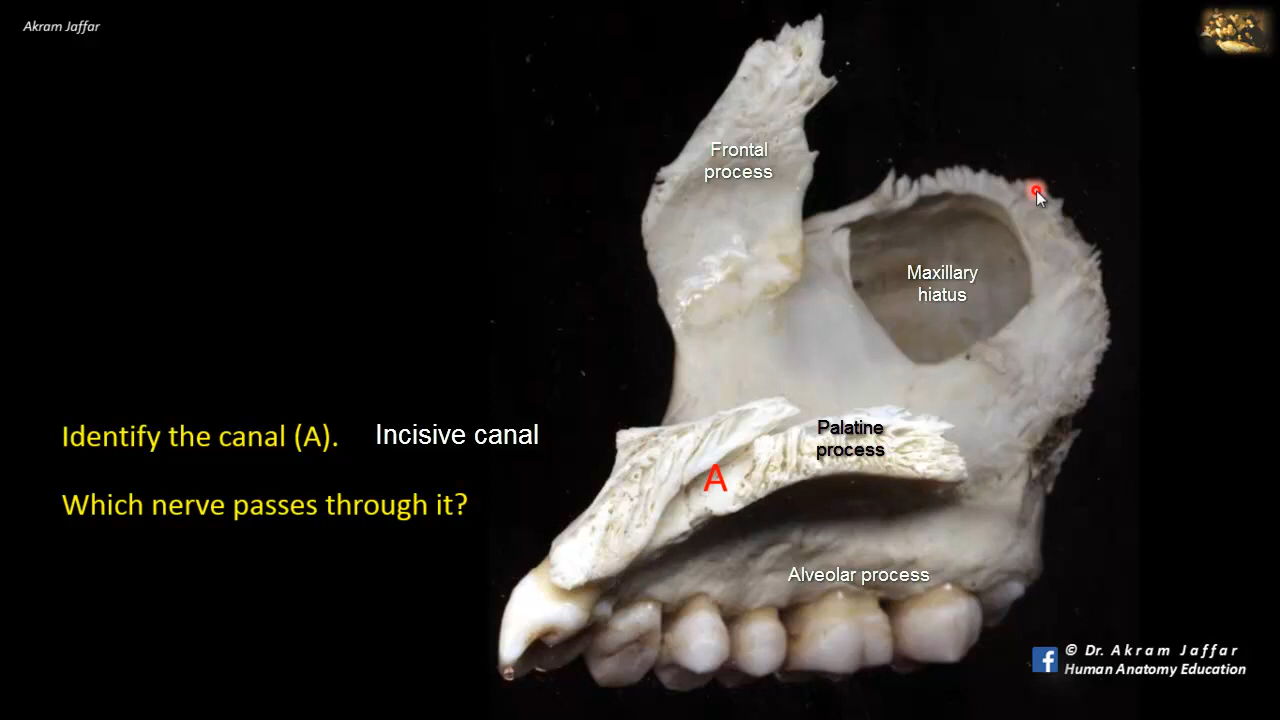 Akram Jaffar
Frontal
process
Maxillary
hiatus
Identify the canal (A). Incisive canal
Palatine
process
A
Which nerve passes through it?
Alveolar process
© Dr. Akram Jaffar
Human Anatomy Education